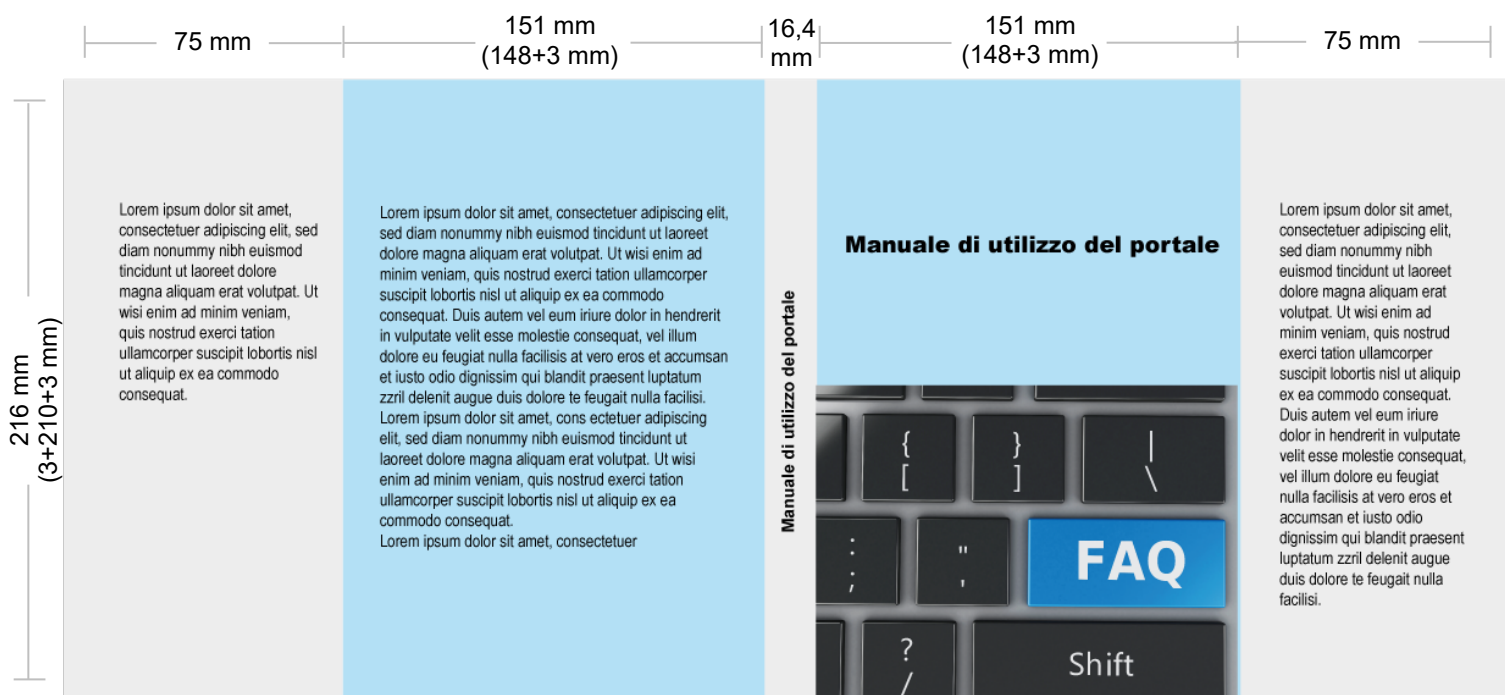 75 mm
151 mm
(148+3 mm)
16,4
mm
151 mm
(148+3 mm)
75 mm
216 mm
(3+210+3 mm)
Lorem ipsum dolor sit amet,
consectetuer adipiscing elit, sed
diam nonummy nibh euismod
tincidunt ut laoreet dolore
magna aliquam erat volutpat. Ut
wisi enim ad minim veniam,
quis nostrud exerci tation
ullamcorper suscipit lobortis nisl
ut aliquip ex ea commodo
consequat.
Lorem ipsum dolor sit amet, consectetuer adipiscing elit,
sed diam nonummy nibh euismod tincidunt ut laoreet
dolore magna aliquam erat volutpat. Ut wisi enim ad
minim veniam, quis nostrud exerci tation ullamcorper
suscipit lobortis nisl ut aliquip ex ea commodo
consequat. Duis autem vel eum iriure dolor in hendrerit
in vulputate velit esse molestie consequat, vel illum
dolore eu feugiat nulla facilisis at vero eros et accumsan
et iusto odio dignissim qui blandit praesent luptatum
zzril delenit augue duis dolore te feugait nulla facilisi.
Lorem ipsum dolor sit amet, cons ectetuer adipiscing
elit, sed diam nonummy nibh euismod tincidunt ut
laoreet dolore magna aliquam erat volutpat. Ut wisi
enim ad minim veniam, quis nostrud exerci tation
ullamcorper suscipit lobortis nisl ut aliquip ex ea
commodo consequat.
Lorem ipsum dolor sit amet, consectetuer
Manuale di utilizzo del portale
Manuale di utilizzo del portale
{ } |
[ ] \
: "
; '
FAQ
?
/
Shift
Lorem ipsum dolor sit amet,
consectetuer adipiscing elit,
sed diam nonummy nibh
euismod tincidunt ut laoreet
dolore magna aliquam erat
volutpat. Ut wisi enim ad
minim veniam, quis nostrud
exerci tation ullamcorper
suscipit lobortis nisl ut aliquip
ex ea commodo consequat.
Duis autem vel eum iriure
dolor in hendrerit in vulputate
velit esse molestie consequat,
vel illum dolore eu feugiat
nulla facilisis at vero eros et
accumsan et iusto odio
dignissim qui blandit praesent
luptatum zzril delenit augue
duis dolore te feugait nulla
facilisi.